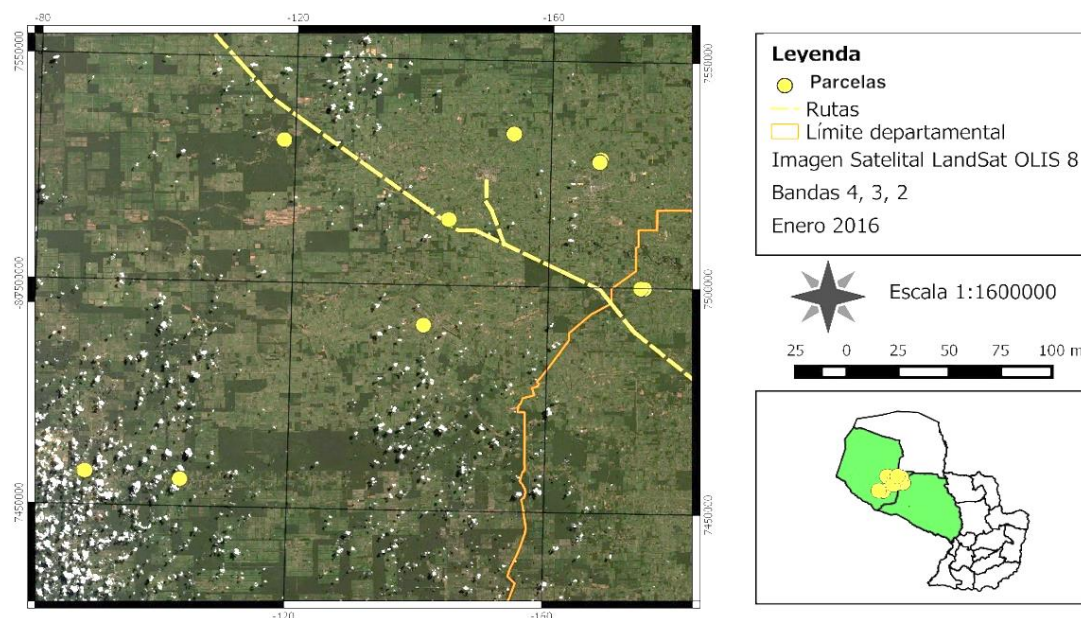 -80
-120
-160
7550000
7550000
Leyenda
Parcelas
Rutas
Límite departamental
Imagen Satelital LandSat OLIS 8
Bandas 4, 3, 2
Enero 2016
7500000
7500000
Escala 1:1600000
25 0 25 50 75 100 m
7450000
7450000
-120
-160